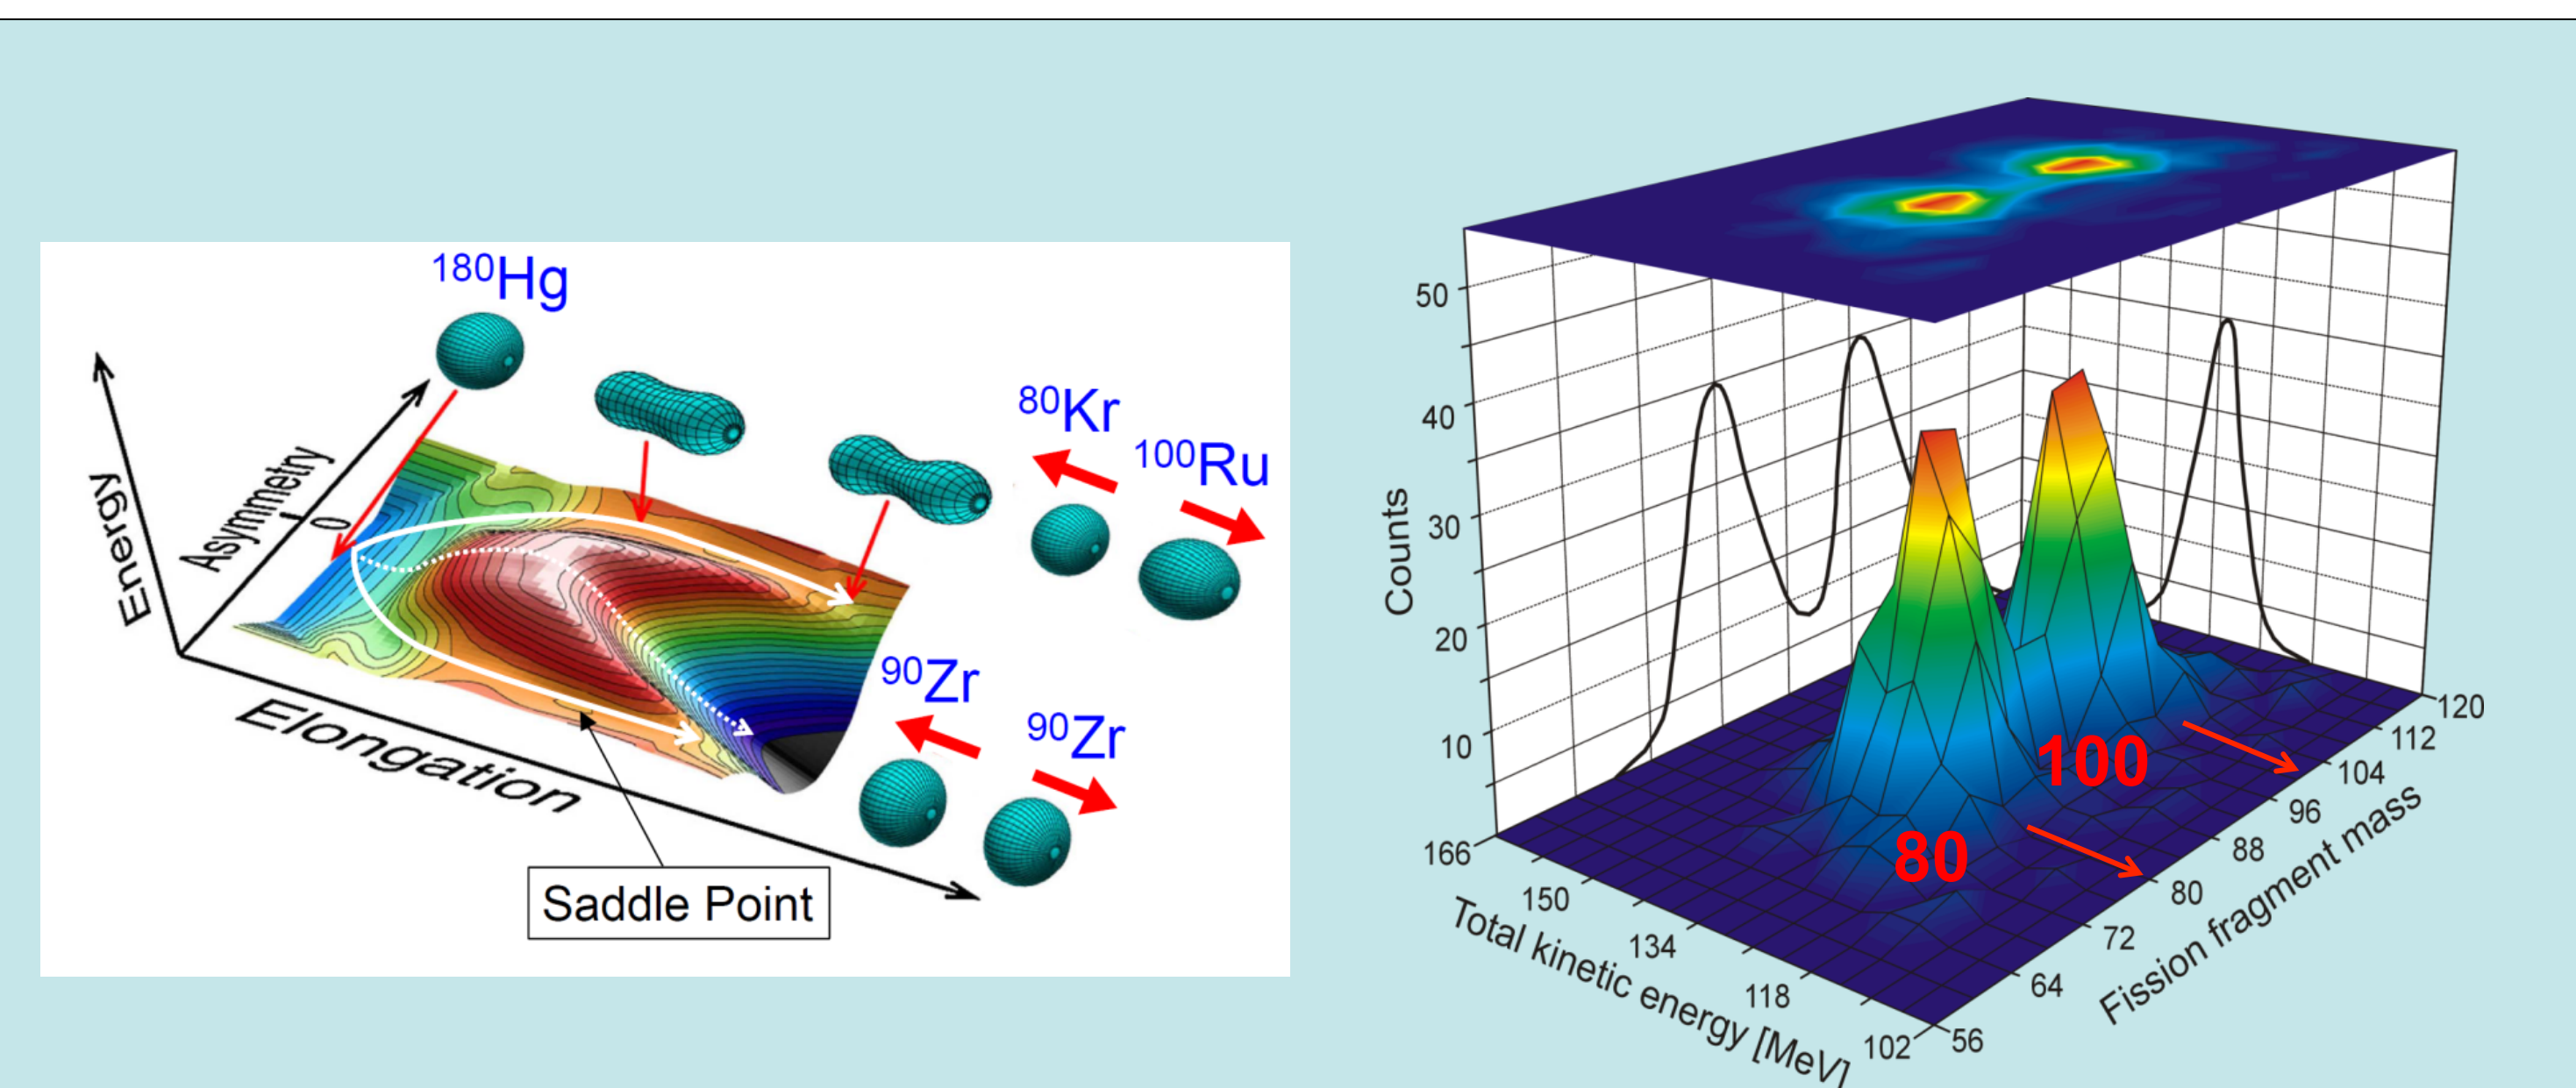 ¹⁸⁰Hg
⁸⁰Kr
¹⁰⁰Ru
Energy
Asymmetry
0
⁹⁰Zr
⁹⁰Zr
Elongation
Saddle Point
Counts
50
40
30
20
10
166
150
134
118
102
Total kinetic energy [MeV]
56
64
72
80
88
96
104
112
120
Fission fragment mass
100
80